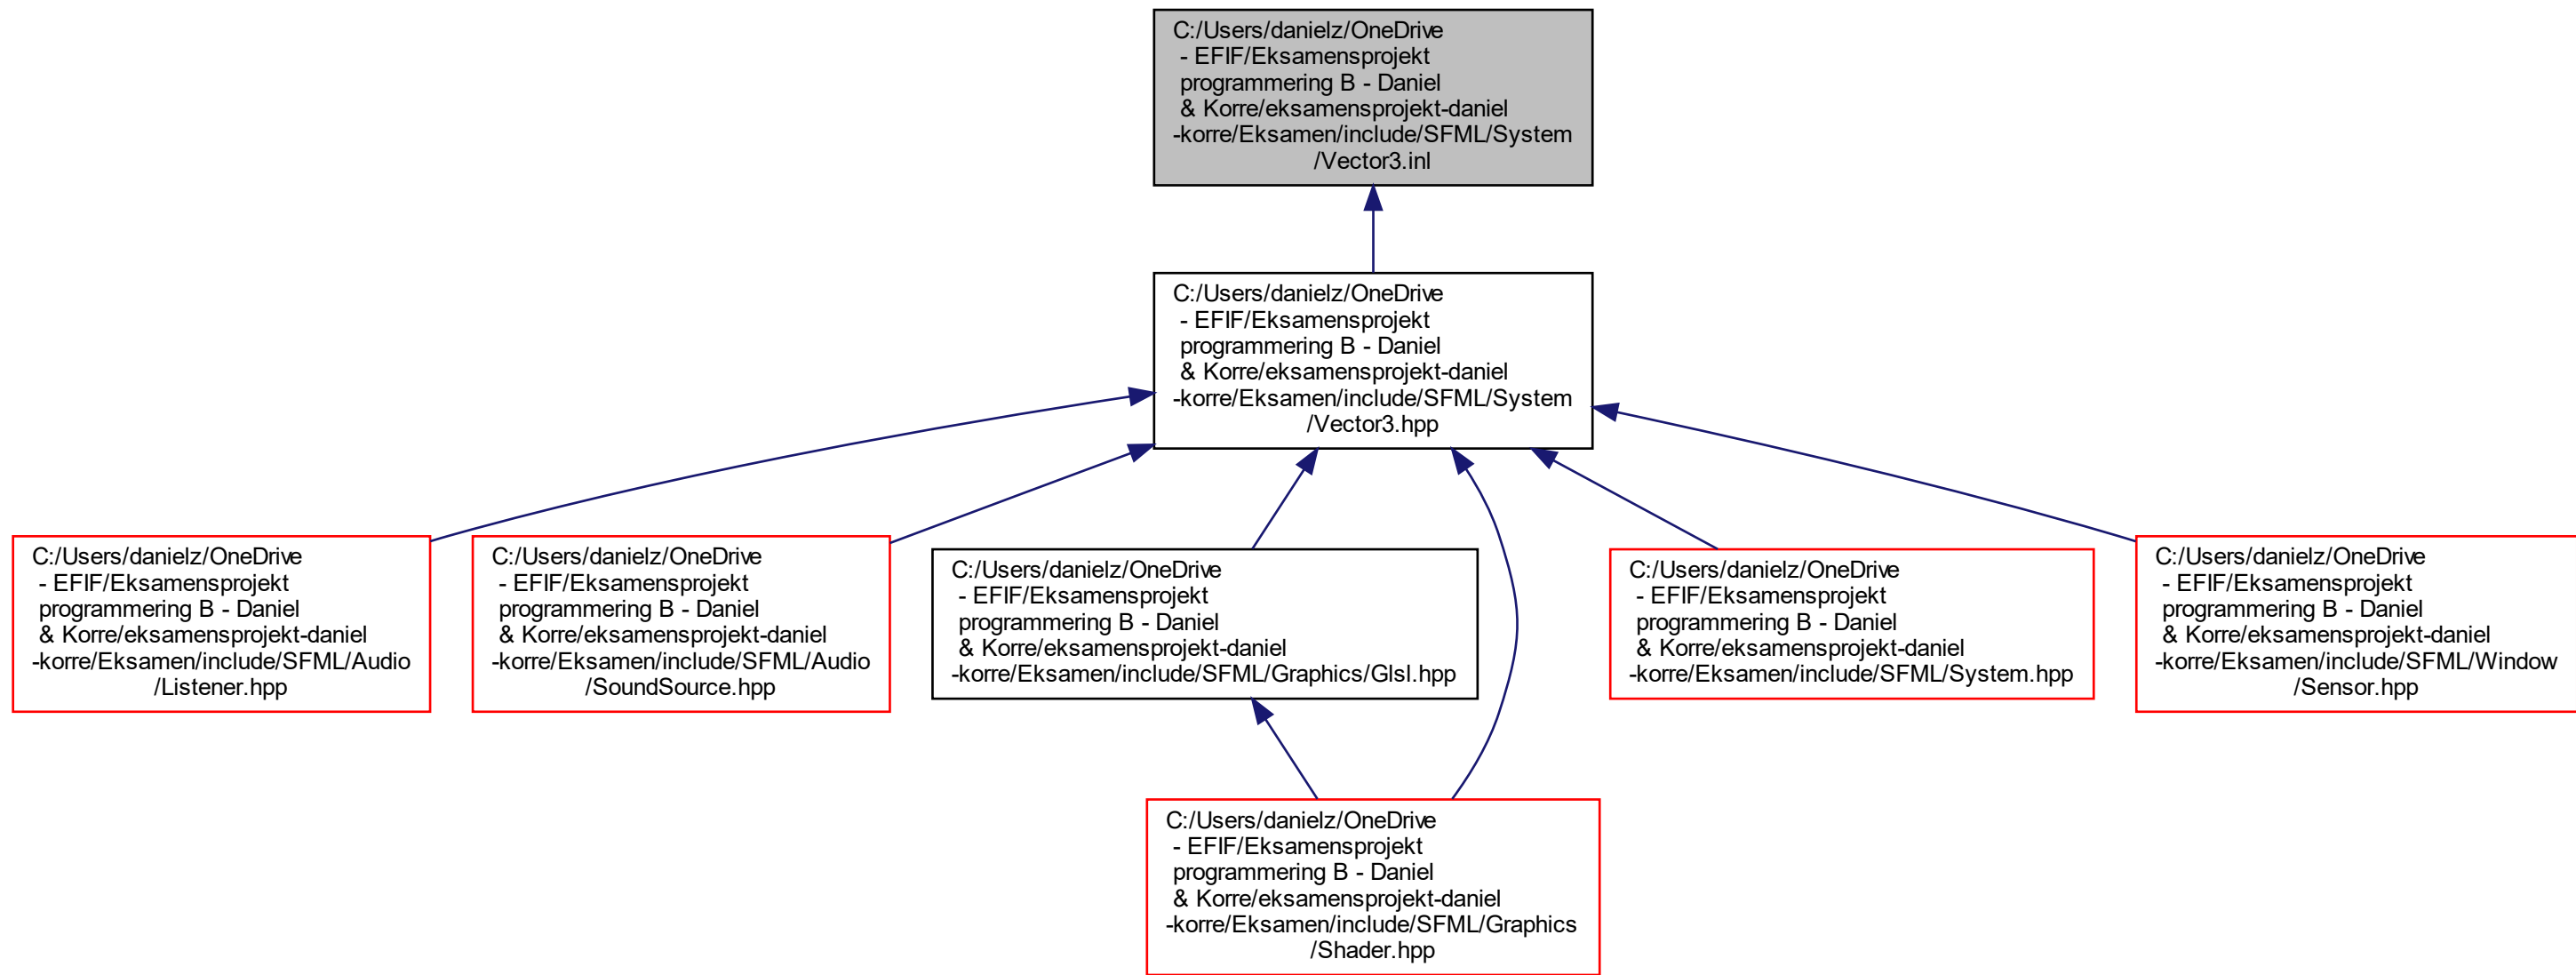 C:/Users/danielz/OneDrive
- EFIF/Eksamensprojekt
programmering B - Daniel
& Korre/eksamensprojekt-daniel
-korre/Eksamen/include/SFML/System
/Vector3.inl
C:/Users/danielz/OneDrive
- EFIF/Eksamensprojekt
programmering B - Daniel
& Korre/eksamensprojekt-daniel
-korre/Eksamen/include/SFML/System
/Vector3.hpp
C:/Users/danielz/OneDrive
- EFIF/Eksamensprojekt
programmering B - Daniel
& Korre/eksamensprojekt-daniel
-korre/Eksamen/include/SFML/Audio
/Listener.hpp
C:/Users/danielz/OneDrive
- EFIF/Eksamensprojekt
programmering B - Daniel
& Korre/eksamensprojekt-daniel
-korre/Eksamen/include/SFML/Audio
/SoundSource.hpp
C:/Users/danielz/OneDrive
- EFIF/Eksamensprojekt
programmering B - Daniel
& Korre/eksamensprojekt-daniel
-korre/Eksamen/include/SFML/Graphics/Glsl.hpp
C:/Users/danielz/OneDrive
- EFIF/Eksamensprojekt
programmering B - Daniel
& Korre/eksamensprojekt-daniel
-korre/Eksamen/include/SFML/System.hpp
C:/Users/danielz/OneDrive
- EFIF/Eksamensprojekt
programmering B - Daniel
& Korre/eksamensprojekt-daniel
-korre/Eksamen/include/SFML/Window
/Sensor.hpp
C:/Users/danielz/OneDrive
- EFIF/Eksamensprojekt
programmering B - Daniel
& Korre/eksamensprojekt-daniel
-korre/Eksamen/include/SFML/Graphics
/Shader.hpp